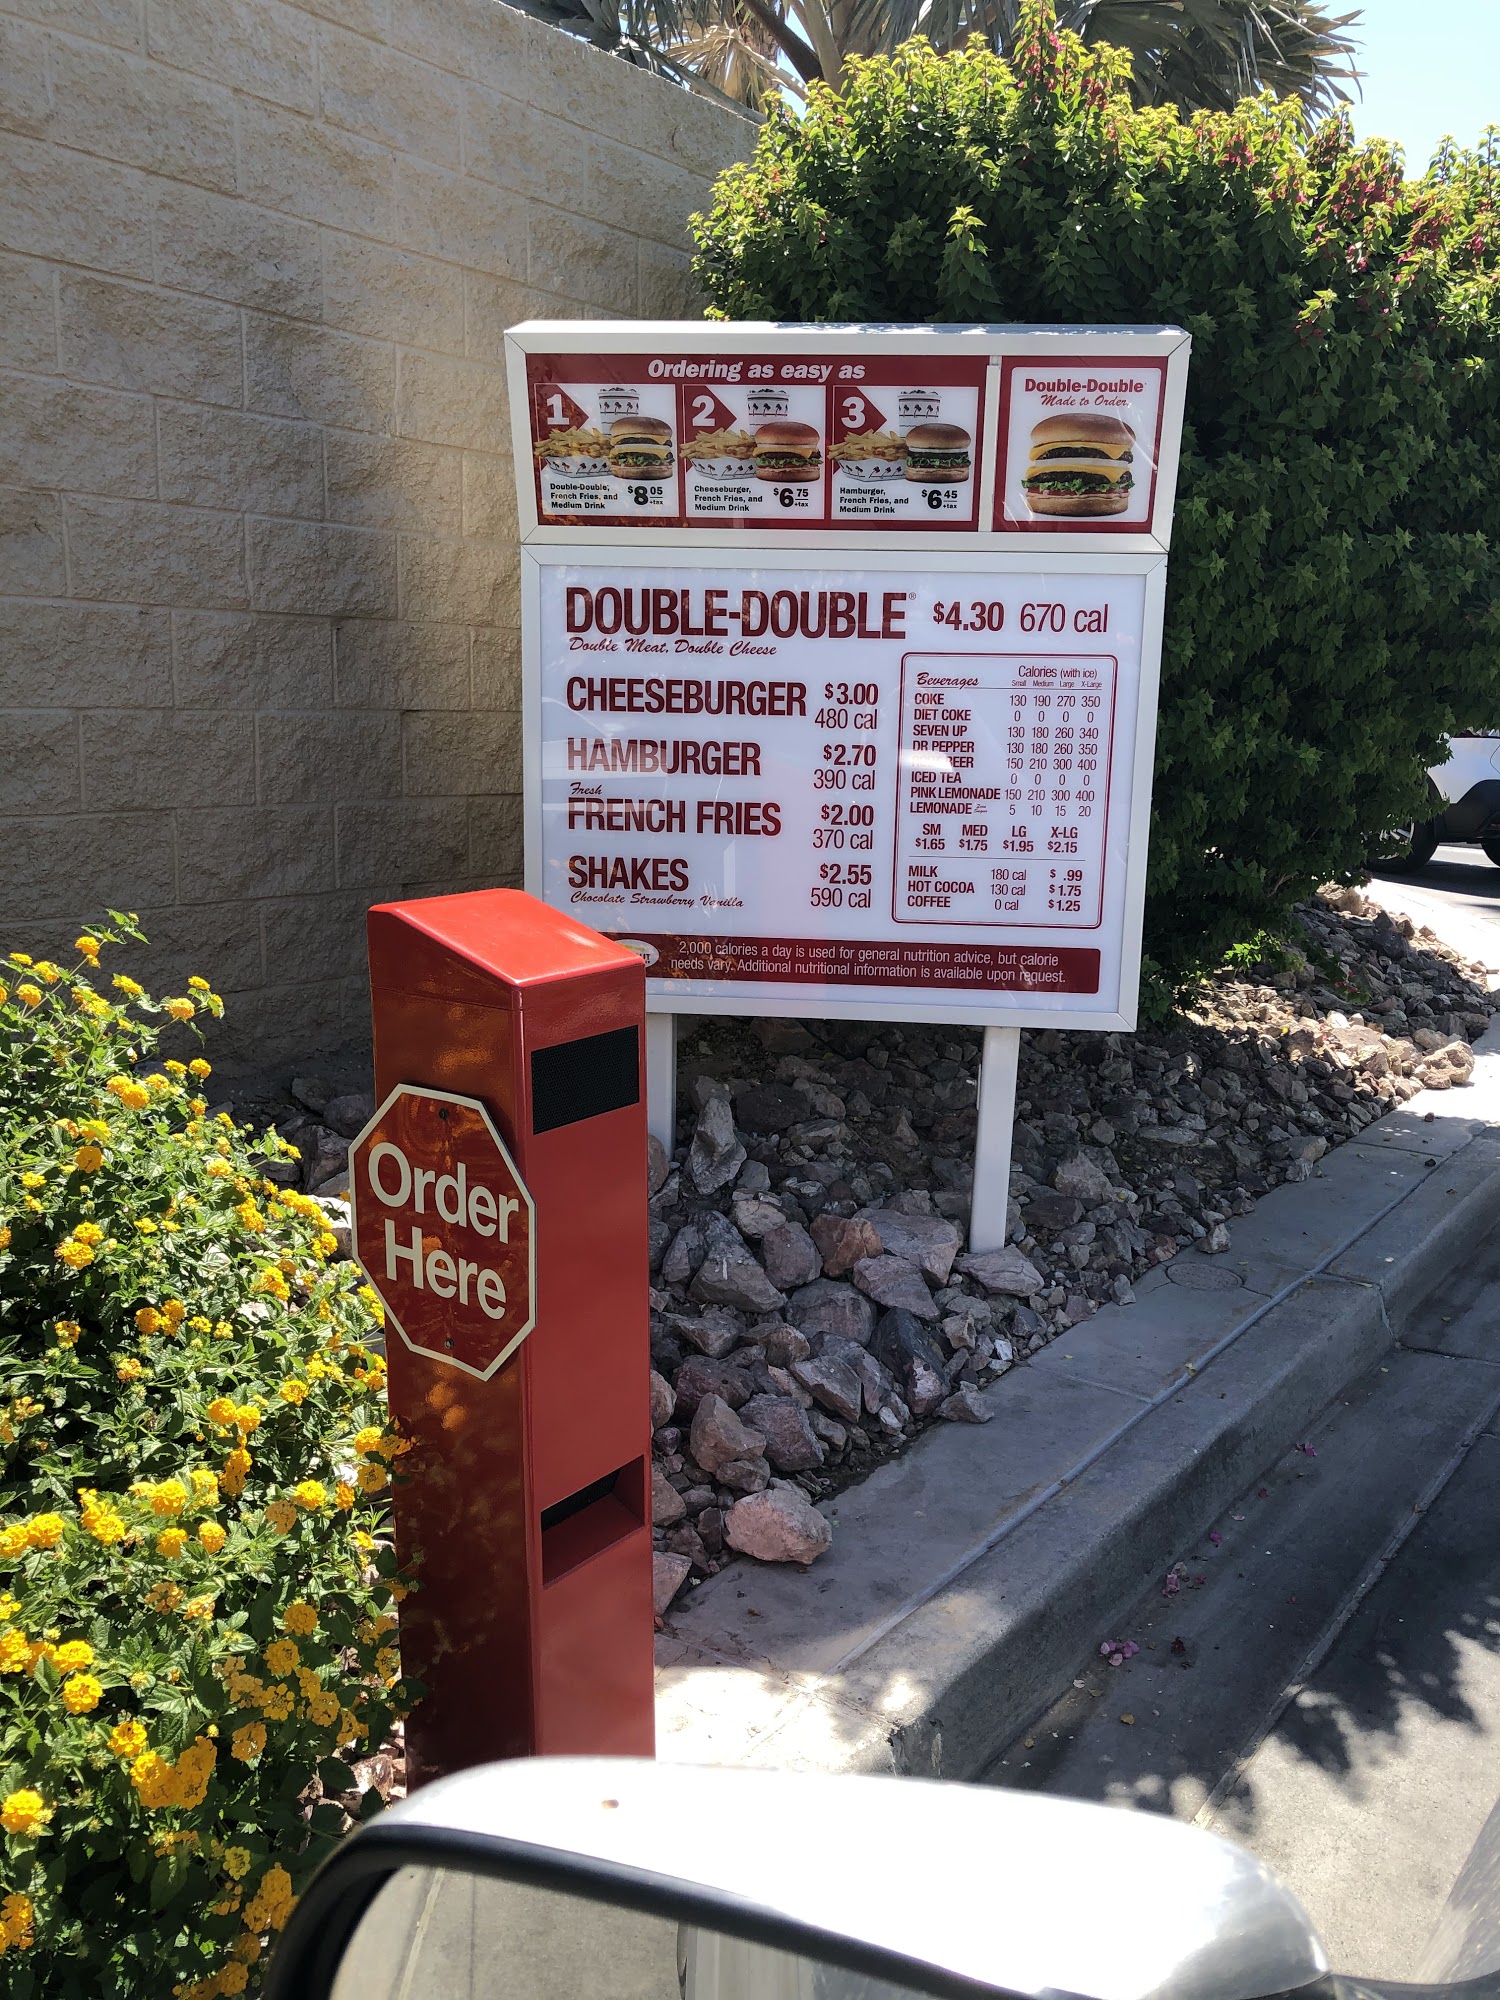 Ordering as easy as
1
Double-Double,
French Fries, and
Medium Drink
$8 05
+tax
2
Cheeseburger,
French Fries, and
Medium Drink
$6 75
+tax
3
Hamburger,
French Fries, and
Medium Drink
$6 45
+tax
Double-Double
Made to Order.
DOUBLE-DOUBLE® $4.30 670 cal
Double Meat, Double Cheese
CHEESEBURGER $3.00
480 cal
HAMBURGER $2.70
390 cal
Fresh
FRENCH FRIES $2.00
370 cal
SHAKES $2.55
590 cal
Chocolate Strawberry Vanilla
Beverages Calories (with ice)
Small Medium Large X-Large
COKE 130 190 270 350
DIET COKE 0 0 0 0
SEVEN UP 130 180 260 340
DR PEPPER 130 180 260 350
BEER 150 210 300 400
ICED TEA 0 0 0 0
PINK LEMONADE 150 210 300 400
LEMONADE 5 10 15 20
SM MED LG X-LG
$1.65 $1.75 $1.95 $2.15
MILK 180 cal $ .99
HOT COCOA 130 cal $1.75
COFFEE 0 cal $1.25
2,000 calories a day is used for general nutrition advice, but calorie
needs vary. Additional nutritional information is available upon request.
Order
Here